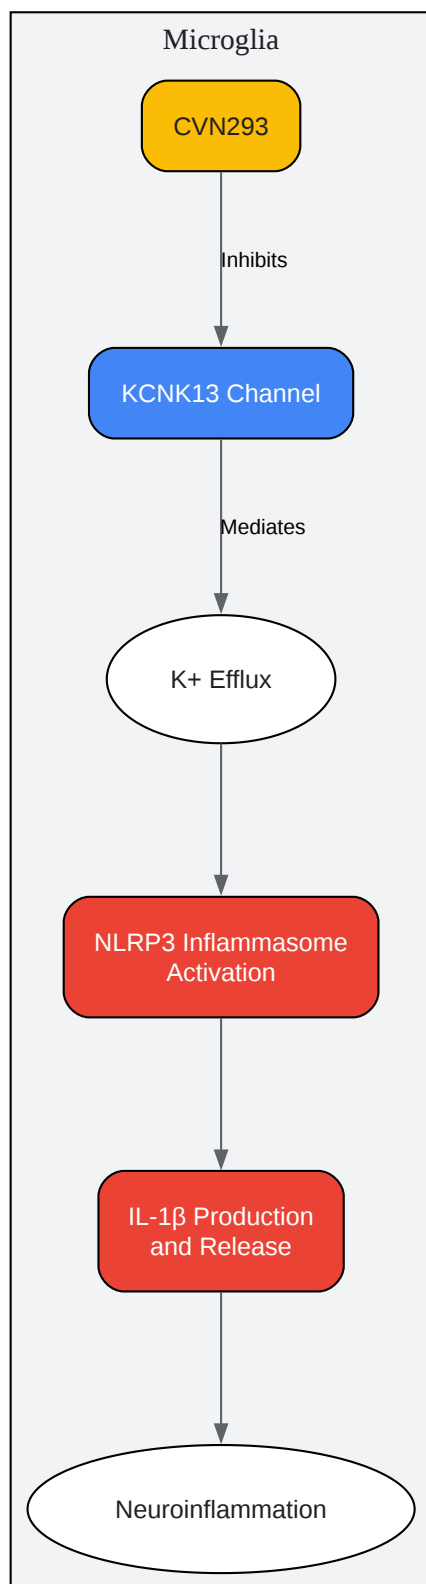 Microglia
CVN293
Inhibits
KCNK13 Channel
Mediates
K+ Efflux
NLRP3 Inflammasome
Activation
IL-1β Production
and Release
Neuroinflammation